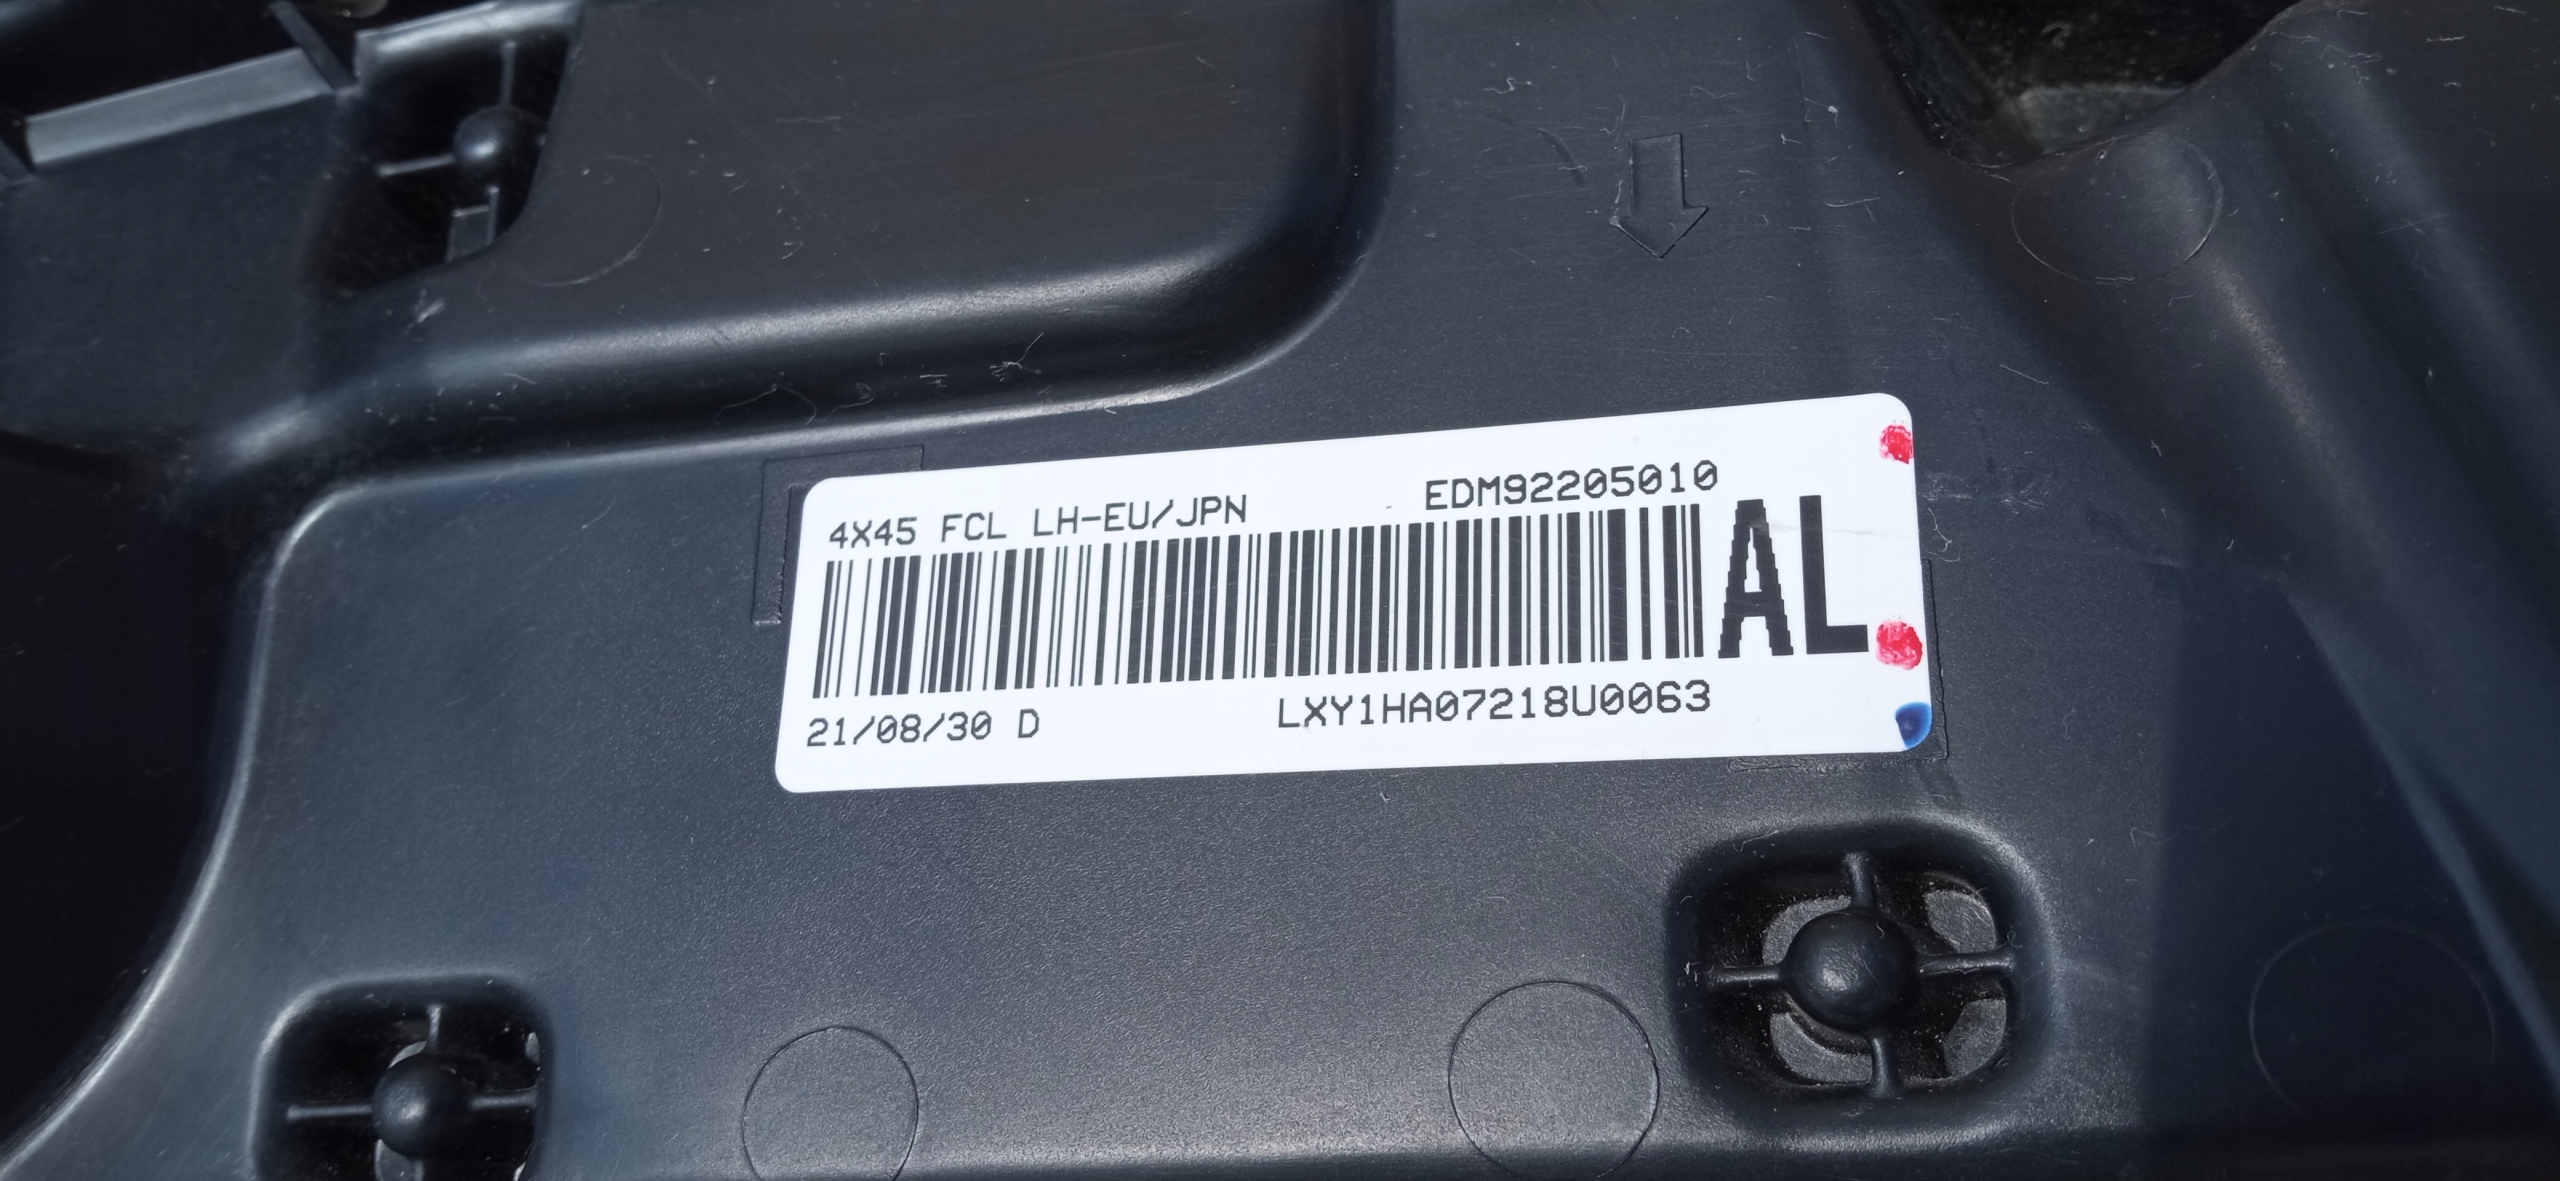 4X45 FCL LH-EU/JPN EDM92205010
AL
21/08/30 D LXY1HA07218U0063